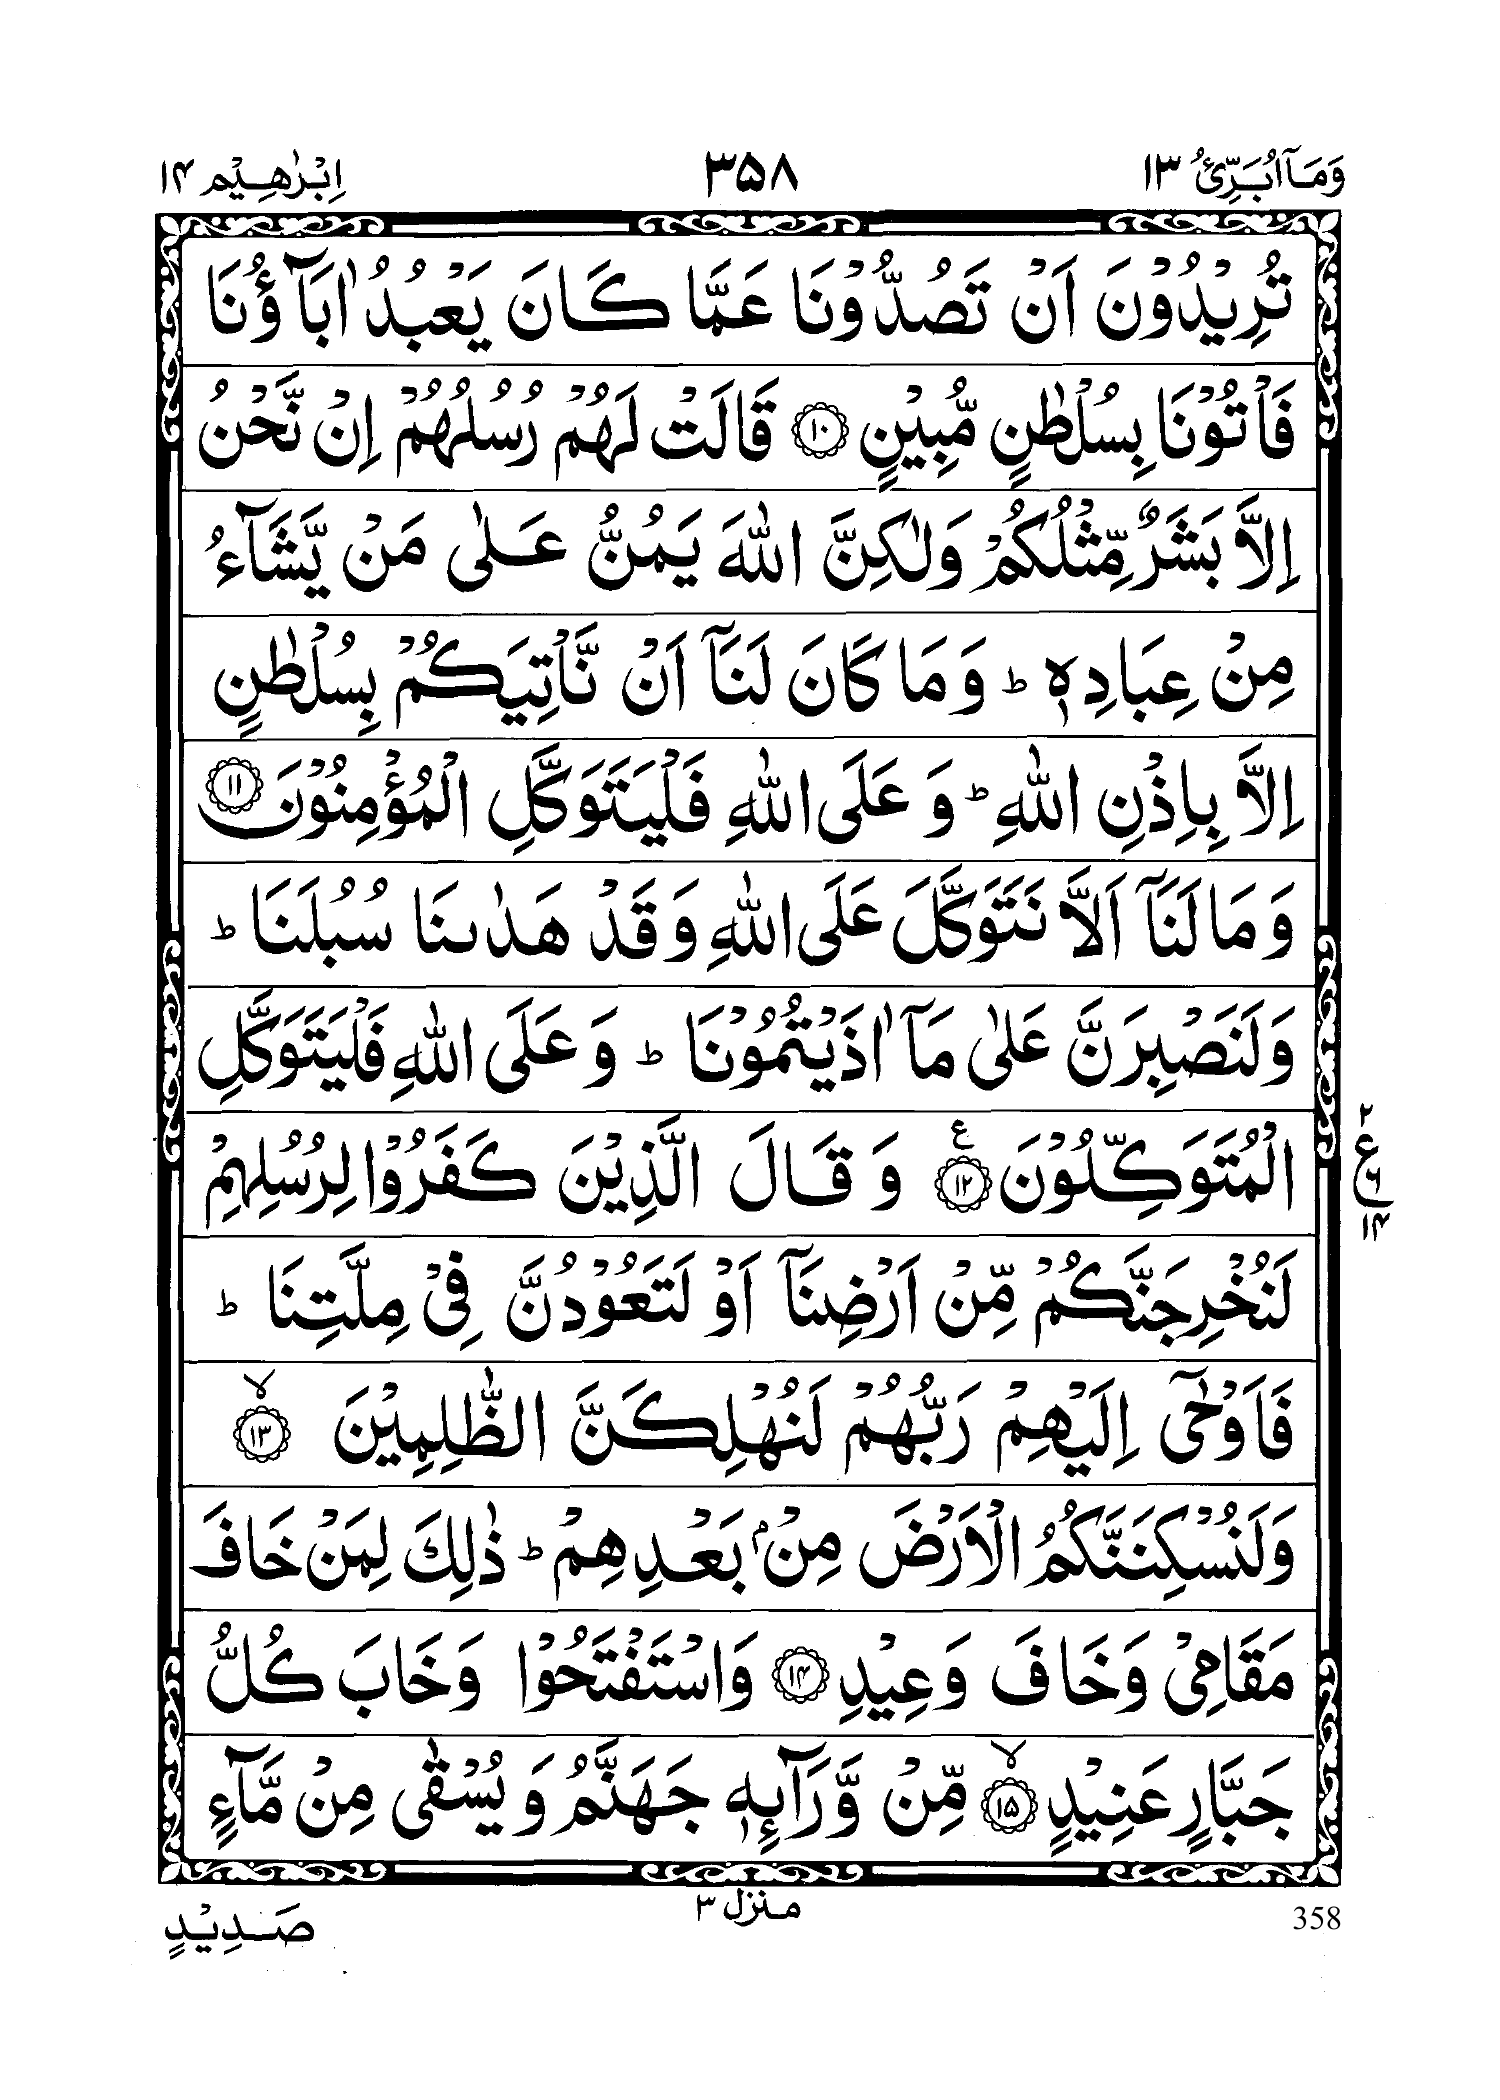 وَمَآاُبَرِّئُ ۱۳ ۳۵۸ اِبْرٰهِيْم ۱۴
تُرِيْدُوْنَ اَنْ تَصُدُّوْنَا عَمَّا كَانَ يَعْبُدُ اٰبَآؤُنَا
فَاْتُوْنَا بِسُلْطٰنٍ مُّبِيْنٍ ۝۱۰ قَالَتْ لَهُمْ رُسُلُهُمْ اِنْ نَّحْنُ
اِلَّا بَشَرٌ مِّثْلُكُمْ وَلٰكِنَّ اللّٰهَ يَمُنُّ عَلٰى مَنْ يَّشَآءُ
مِنْ عِبَادِهٖ ؕ وَمَا كَانَ لَنَآ اَنْ نَّاْتِيَكُمْ بِسُلْطٰنٍ
اِلَّا بِاِذْنِ اللّٰهِ ؕ وَعَلَى اللّٰهِ فَلْيَتَوَكَّلِ الْمُؤْمِنُوْنَ ۝۱۱
وَمَا لَنَآ اَلَّا نَتَوَكَّلَ عَلَى اللّٰهِ وَقَدْ هَدٰىنَا سُبُلَنَا ؕ
وَلَنَصْبِرَنَّ عَلٰى مَآ اٰذَيْتُمُوْنَا ؕ وَعَلَى اللّٰهِ فَلْيَتَوَكَّلِ
الْمُتَوَكِّلُوْنَ ۝۱۲ ع وَقَالَ الَّذِيْنَ كَفَرُوْا لِرُسُلِهِمْ
۲
ع
۶
۱۴
لَنُخْرِجَنَّكُمْ مِّنْ اَرْضِنَآ اَوْ لَتَعُوْدُنَّ فِيْ مِلَّتِنَا ؕ
فَاَوْحٰٓى اِلَيْهِمْ رَبُّهُمْ لَنُهْلِكَنَّ الظّٰلِمِيْنَ ۝۱۳ ۙ
وَلَنُسْكِنَنَّكُمُ الْاَرْضَ مِنْۢ بَعْدِهِمْ ؕ ذٰلِكَ لِمَنْ خَافَ
مَقَامِيْ وَخَافَ وَعِيْدِ ۝۱۴ وَاسْتَفْتَحُوْا وَخَابَ كُلُّ
جَبَّارٍ عَنِيْدٍ ۝۱۵ ۙ مِّنْ وَّرَآئِهٖ جَهَنَّمُ وَيُسْقٰى مِنْ مَّآءٍ
صَدِيْدٍ
منزل ۳
358